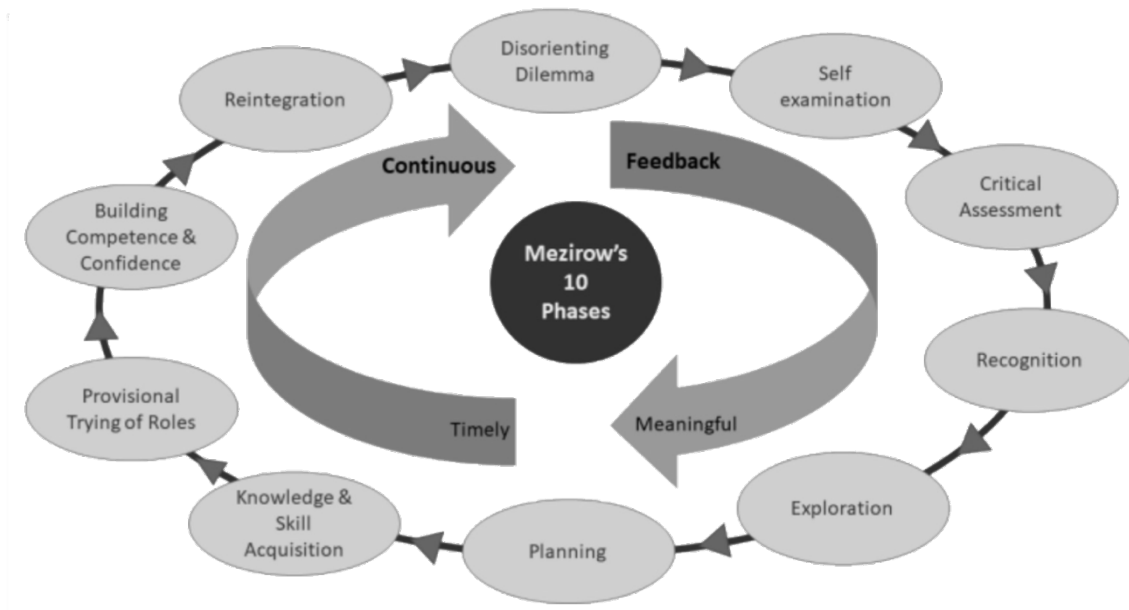 Disorienting
Dilemma
Self
examination
Critical
Assessment
Recognition
Exploration
Planning
Knowledge &
Skill
Acquisition
Provisional
Trying of Roles
Building
Competence &
Confidence
Reintegration
Continuous
Feedback
Meaningful
Timely
Mezirow's
10
Phases